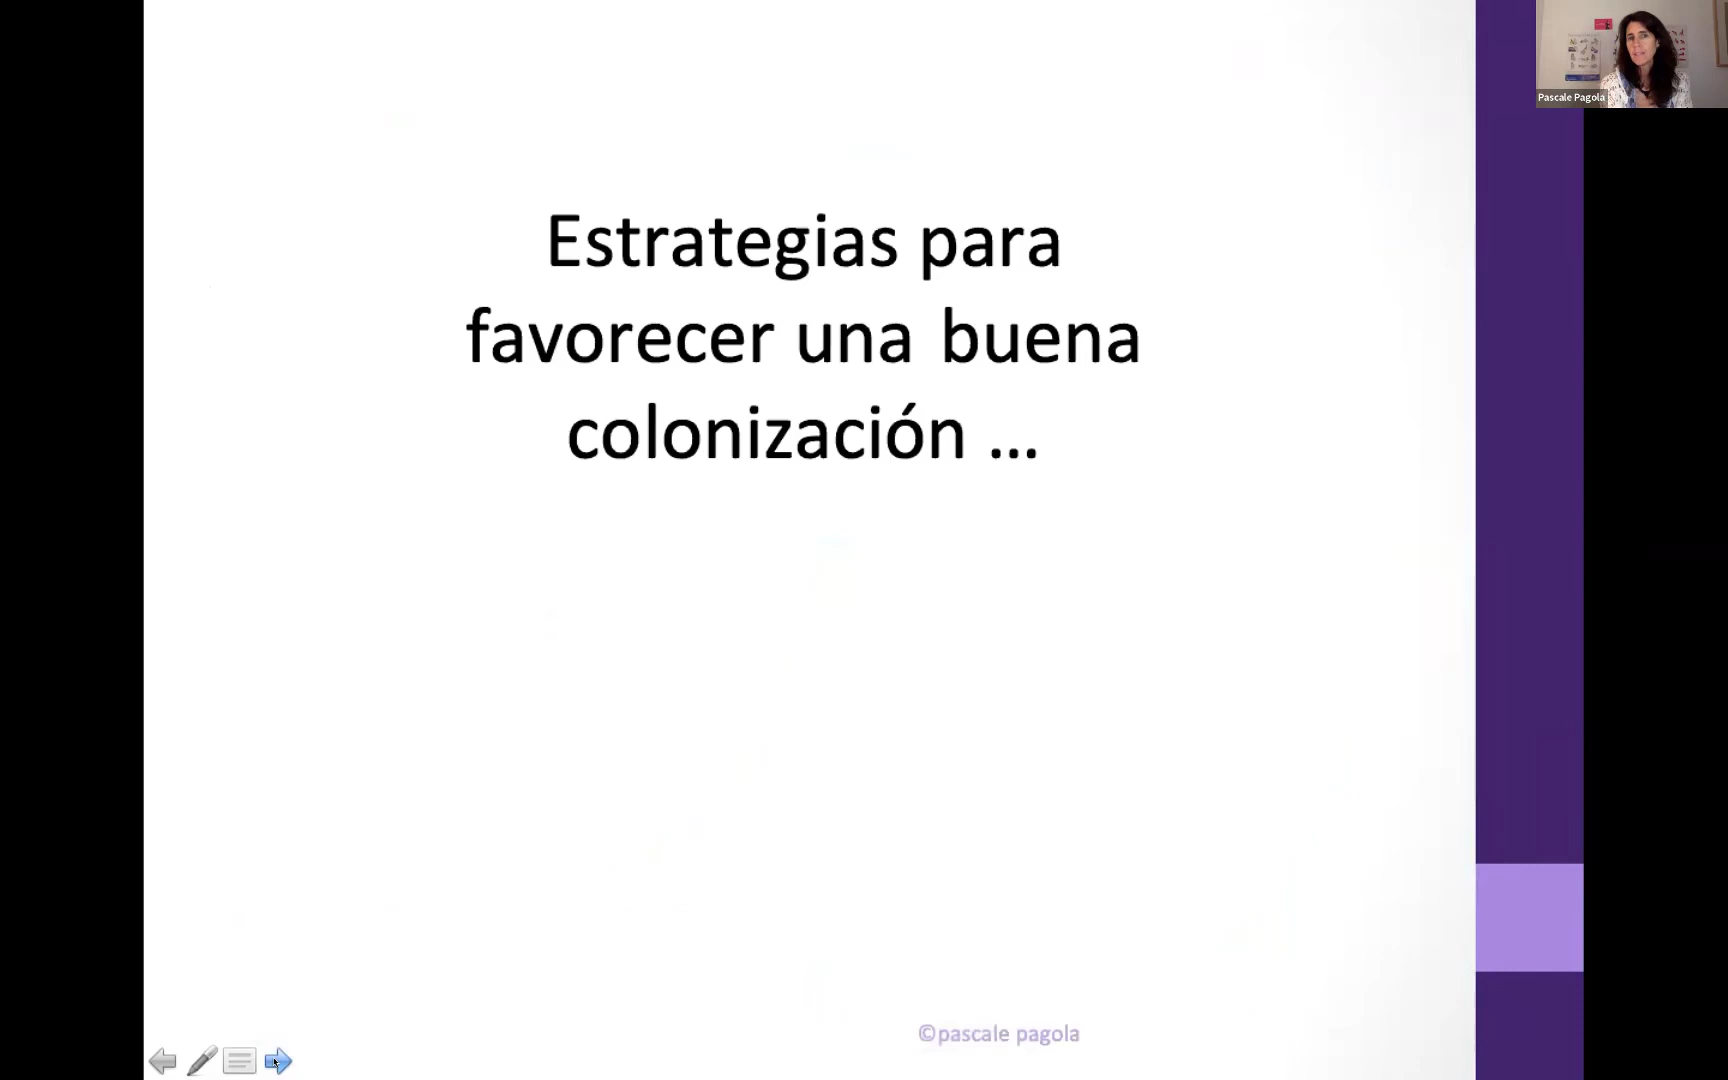 Pascale Pagola
Estrategias para
favorecer una buena
colonización ...
©pascale pagola